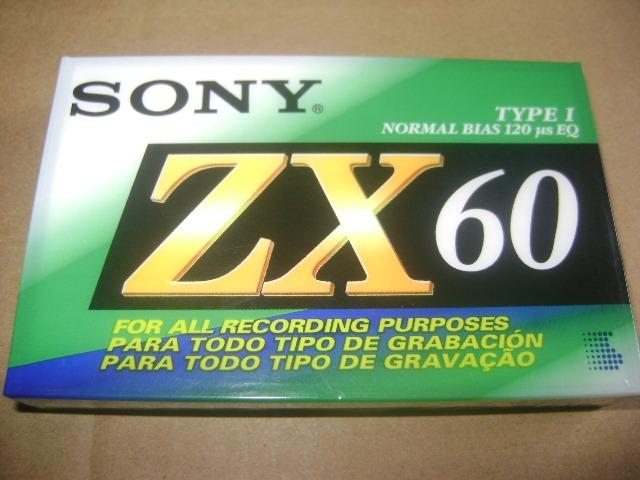 SONY®
TYPE I
NORMAL BIAS 120 µs EQ
ZX 60
FOR ALL RECORDING PURPOSES
PARA TODO TIPO DE GRABACIÓN
PARA TODO TIPO DE GRAVAÇÃO